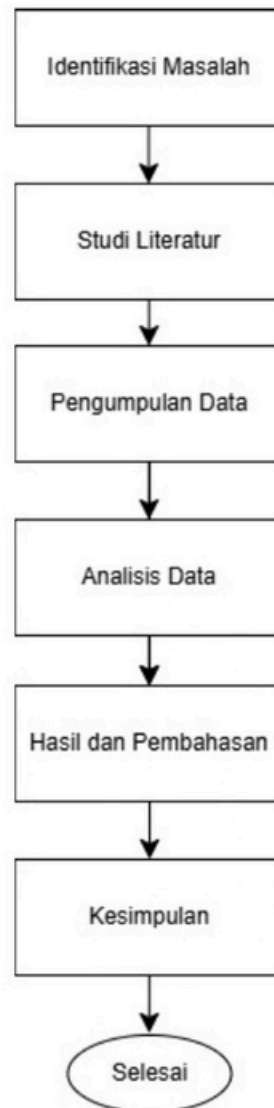 Identifikasi Masalah
Studi Literatur
Pengumpulan Data
Analisis Data
Hasil dan Pembahasan
Kesimpulan
Selesai